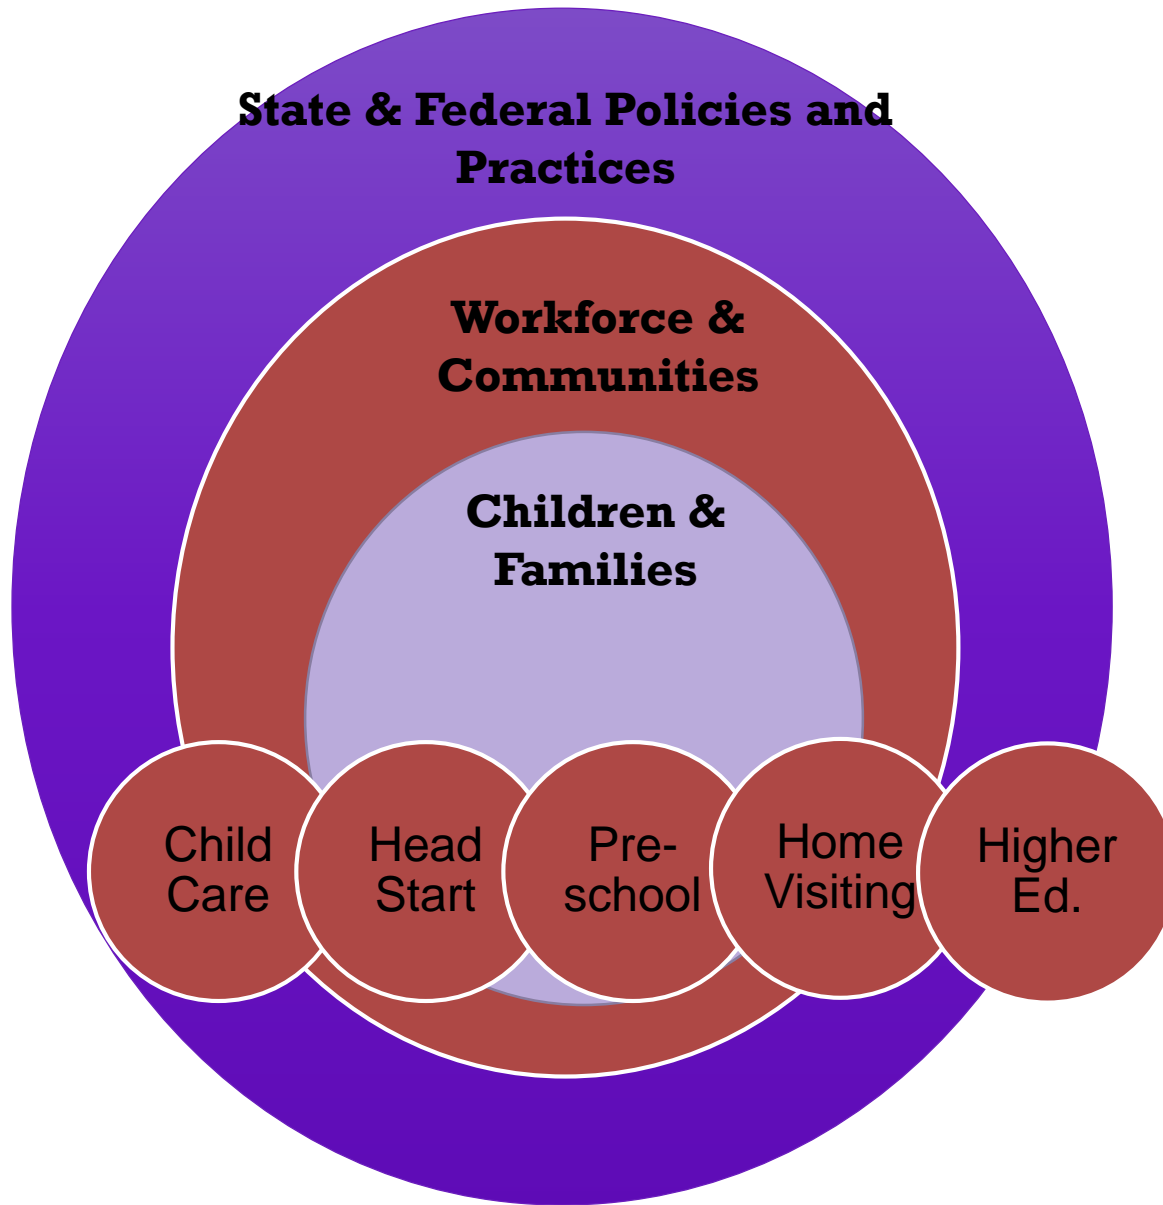 State & Federal Policies and
Practices
Workforce &
Communities
Children &
Families
Child
Care
Head
Start
Pre-
school
Home
Visiting
Higher
Ed.